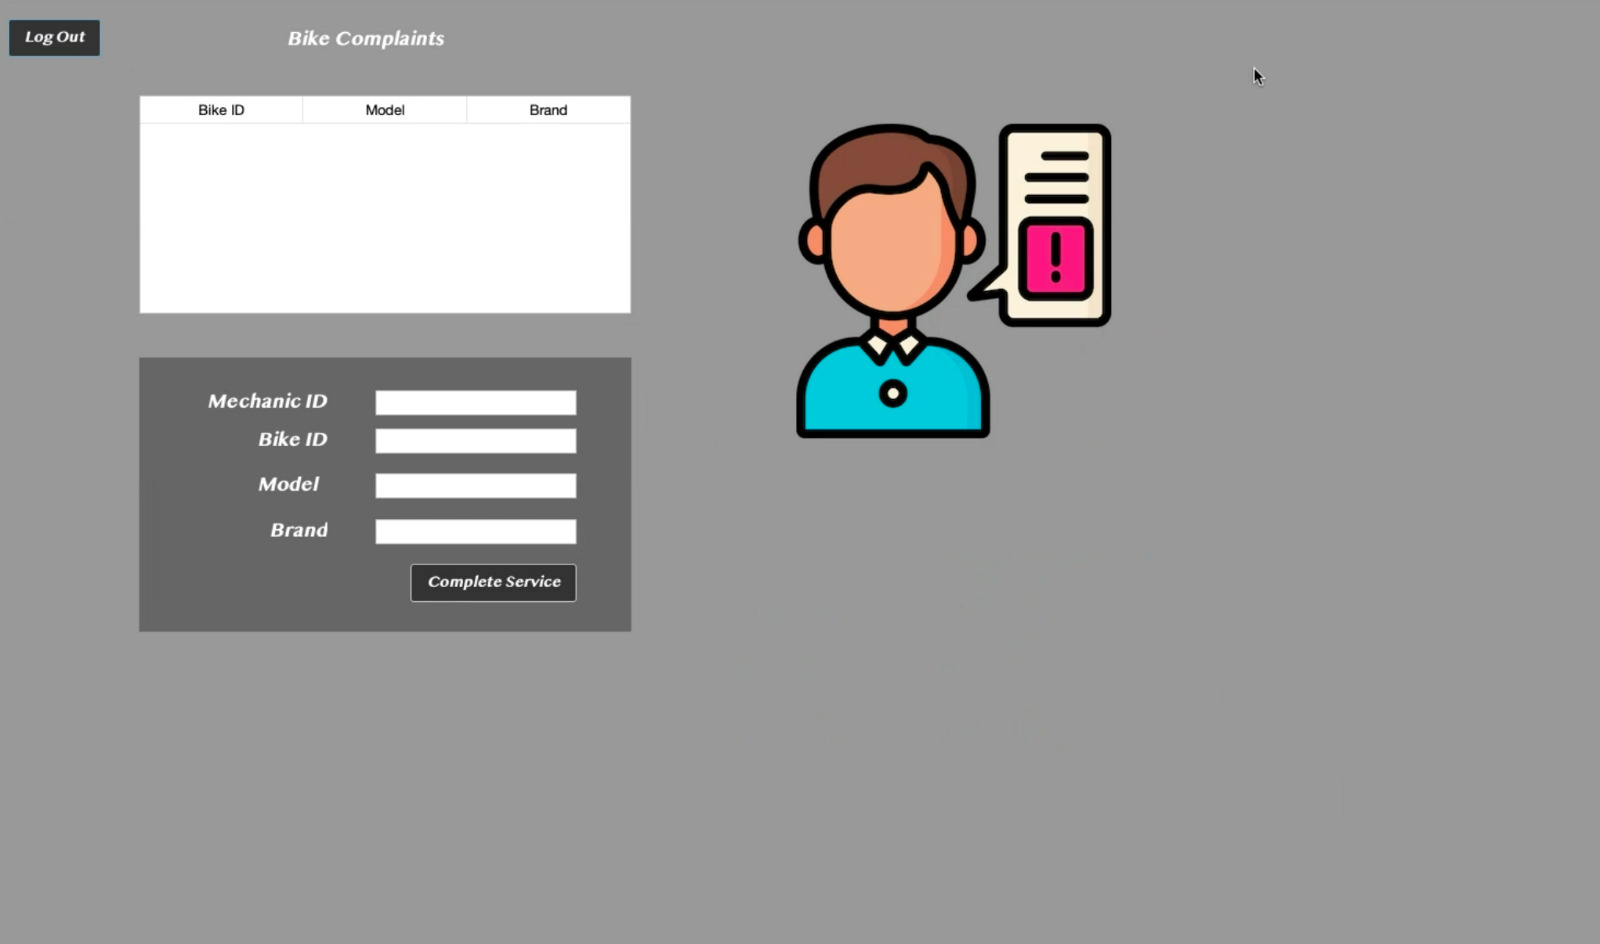 Log Out
Bike Complaints
Bike ID Model Brand
Mechanic ID
Bike ID
Model
Brand
Complete Service